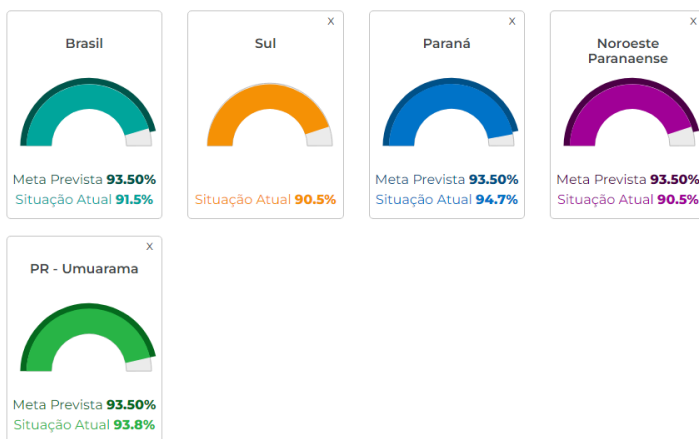 Brasil
Meta Prevista 93.50%
Situação Atual 91.5%
X
Sul
Situação Atual 90.5%
X
Paraná
Meta Prevista 93.50%
Situação Atual 94.7%
X
Noroeste
Paranaense
Meta Prevista 93.50%
Situação Atual 90.5%
X
PR - Umuarama
Meta Prevista 93.50%
Situação Atual 93.8%